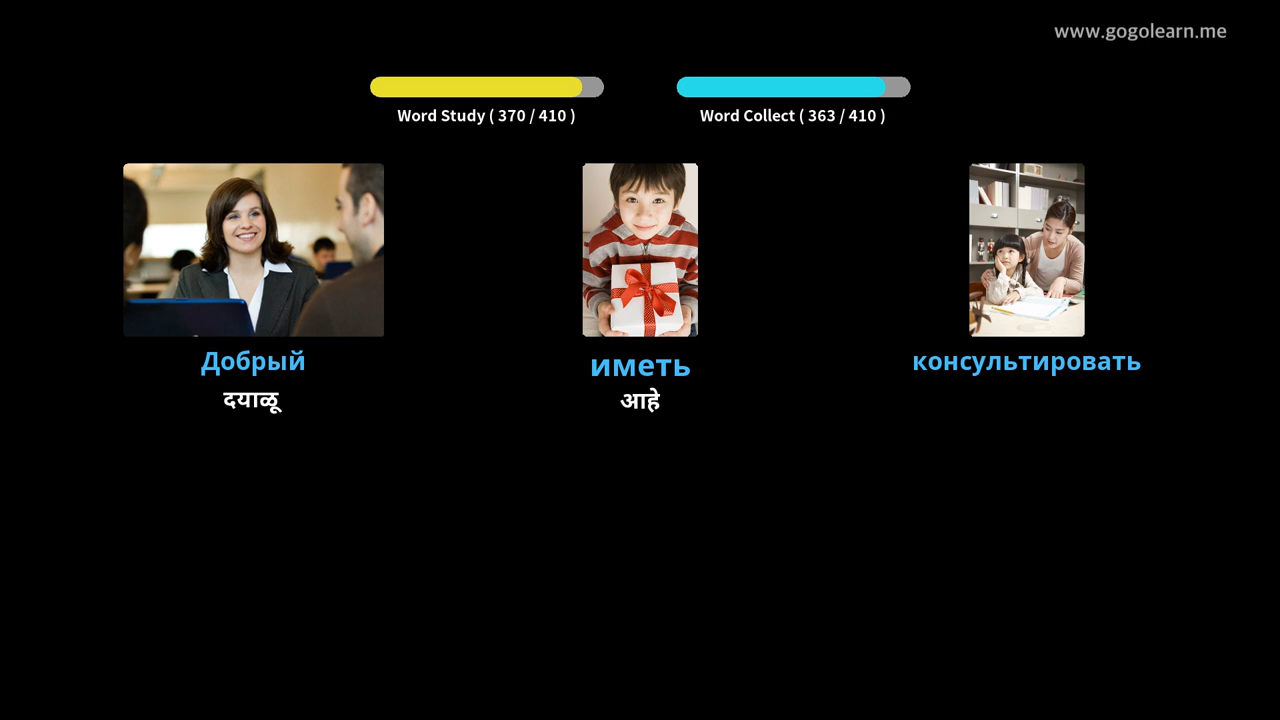 www.gogolearn.me
Word Study ( 370 / 410 )
Word Collect ( 363 / 410 )
Добрый
иметь
консультировать
दयाळू
आहे